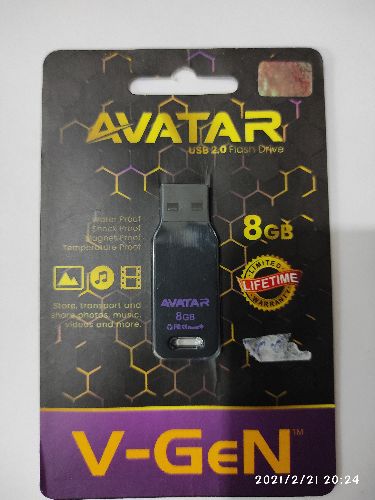 AVATAR
USB 2.0 Flash Drive
Water Proof
Shock Proof
Magnet Proof
Temperature Proof
8GB
LIMITED
LIFETIME
WARRANTY
Store, transport and
share photos, music,
videos and more.
AVATAR
8GB
V-GeN™
2021/2/21 20:24